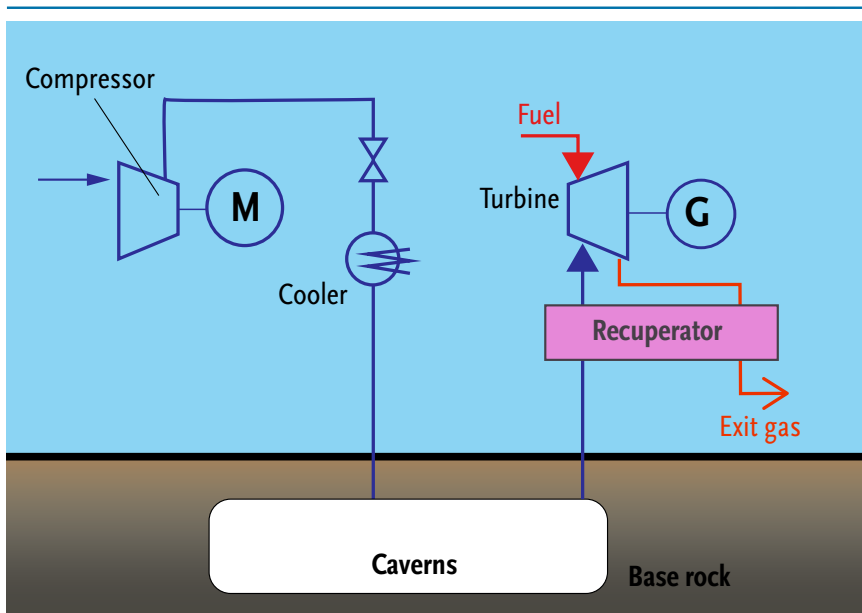 Compressor
M
Cooler
Fuel
Turbine
G
Recuperator
Exit gas
Caverns
Base rock